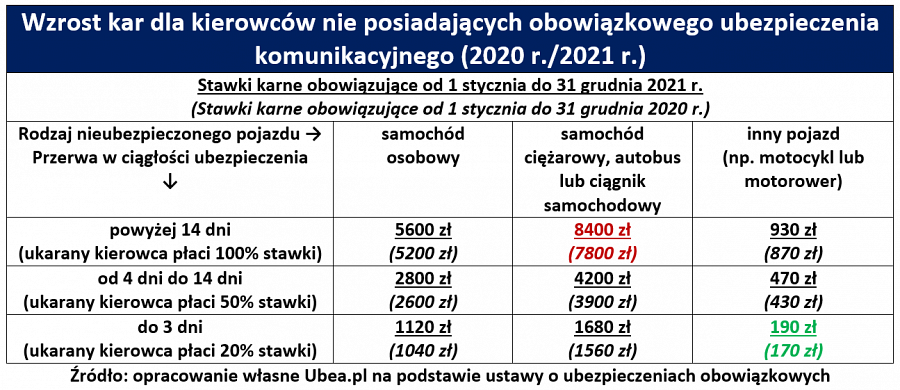 Wzrost kar dla kierowców nie posiadających obowiązkowego ubezpieczenia
komunikacyjnego (2020 r./2021 r.)
Stawki karne obowiązujące od 1 stycznia do 31 grudnia 2021 r.
(Stawki karne obowiązujące od 1 stycznia do 31 grudnia 2020 r.)
Rodzaj nieubezpieczonego pojazdu →
Przerwa w ciągłości ubezpieczenia
↓
samochód
osobowy
samochód
ciężarowy, autobus
lub ciągnik
samochodowy
inny pojazd
(np. motocykl lub
motorower)
powyżej 14 dni
(ukarany kierowca płaci 100% stawki)
5600 zł
(5200 zł)
8400 zł
(7800 zł)
930 zł
(870 zł)
od 4 dni do 14 dni
(ukarany kierowca płaci 50% stawki)
2800 zł
(2600 zł)
4200 zł
(3900 zł)
470 zł
(430 zł)
do 3 dni
(ukarany kierowca płaci 20% stawki)
1120 zł
(1040 zł)
1680 zł
(1560 zł)
190 zł
(170 zł)
Źródło: opracowanie własne Ubea.pl na podstawie ustawy o ubezpieczeniach obowiązkowych